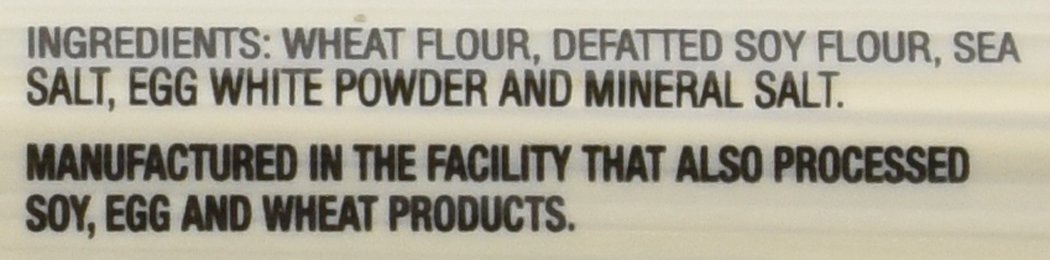 INGREDIENTS: WHEAT FLOUR, DEFATTED SOY FLOUR, SEA
SALT, EGG WHITE POWDER AND MINERAL SALT.
MANUFACTURED IN THE FACILITY THAT ALSO PROCESSED
SOY, EGG AND WHEAT PRODUCTS.